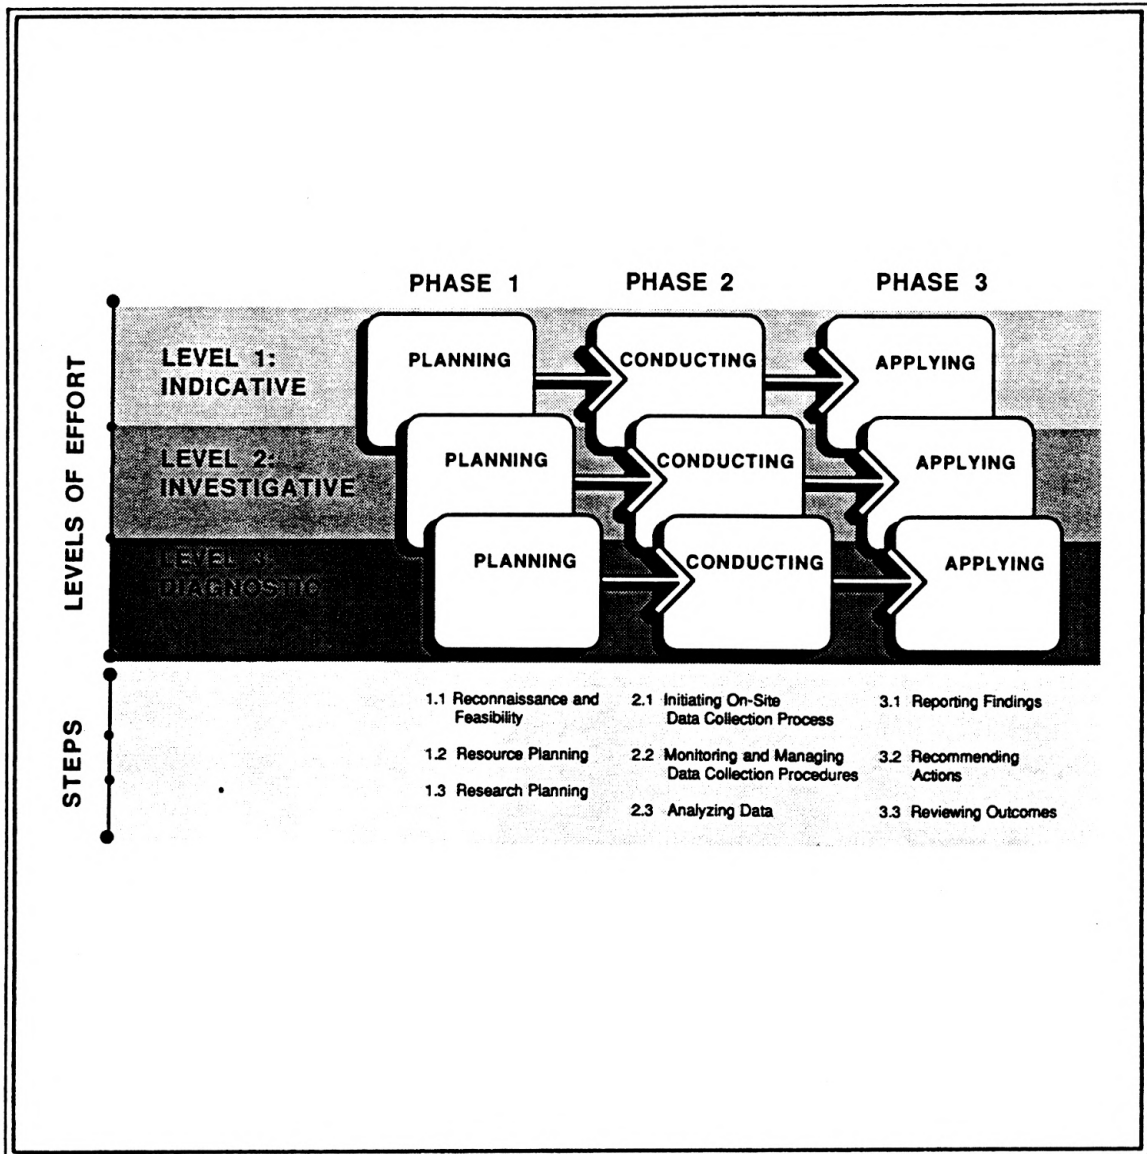 PHASE 1
PHASE 2
PHASE 3
LEVELS OF EFFORT
LEVEL 1:
INDICATIVE
PLANNING
CONDUCTING
APPLYING
LEVEL 2:
INVESTIGATIVE
PLANNING
CONDUCTING
APPLYING
LEVEL 3:
DIAGNOSTIC
PLANNING
CONDUCTING
APPLYING
STEPS
1.1 Reconnaissance and
Feasibility
1.2 Resource Planning
1.3 Research Planning
2.1 Initiating On-Site
Data Collection Process
2.2 Monitoring and Managing
Data Collection Procedures
2.3 Analyzing Data
3.1 Reporting Findings
3.2 Recommending
Actions
3.3 Reviewing Outcomes